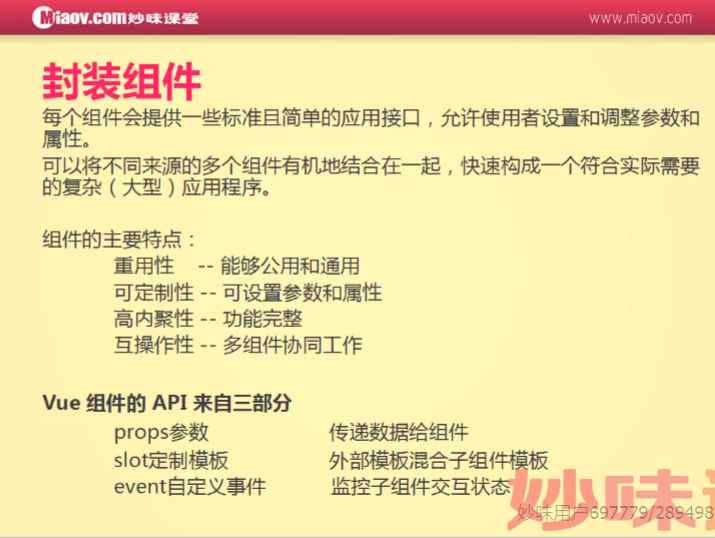 Miaov.com妙味课堂
www.miaov.com
封装组件
每个组件会提供一些标准且简单的应用接口，允许使用者设置和调整参数和
属性。
可以将不同来源的多个组件有机地结合在一起，快速构成一个符合实际需要
的复杂（大型）应用程序。
组件的主要特点：
重用性 -- 能够公用和通用
可定制性 -- 可设置参数和属性
高内聚性 -- 功能完整
互操作性 -- 多组件协同工作
Vue 组件的 API 来自三部分
props参数 传递数据给组件
slot定制模板 外部模板混合子组件模板
event自定义事件 监控子组件交互状态
妙味
妙味用户697779/289498